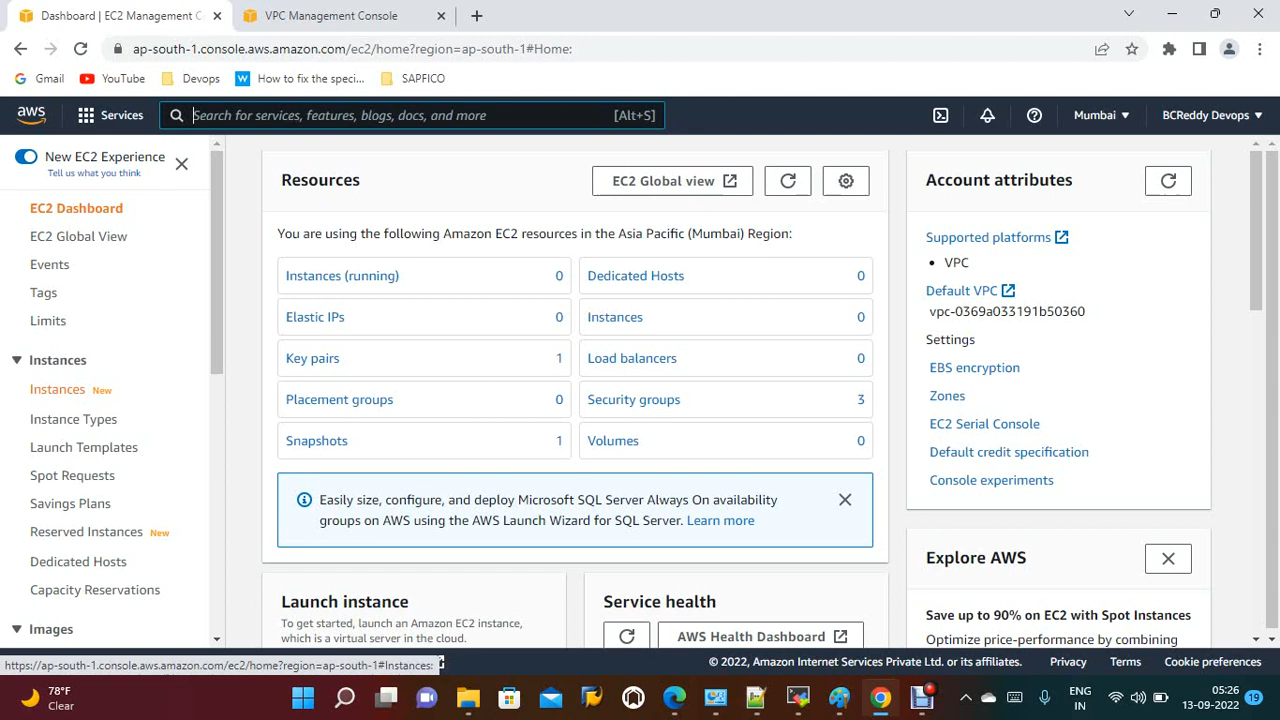 Dashboard | EC2 Management C
VPC Management Console
ap-south-1.console.aws.amazon.com/ec2/home?region=ap-south-1#Home:
Gmail
YouTube
Devops
How to fix the speci...
SAPFICO
aws
Services
Search for services, features, blogs, docs, and more
[Alt+S]
Mumbai
BCReddy Devops
New EC2 Experience
Tell us what you think
EC2 Dashboard
EC2 Global View
Events
Tags
Limits
Instances
Instances New
Instance Types
Launch Templates
Spot Requests
Savings Plans
Reserved Instances New
Dedicated Hosts
Capacity Reservations
Images
Resources
EC2 Global view
You are using the following Amazon EC2 resources in the Asia Pacific (Mumbai) Region:
Instances (running) 0
Dedicated Hosts 0
Elastic IPs 0
Instances 0
Key pairs 1
Load balancers 0
Placement groups 0
Security groups 3
Snapshots 1
Volumes 0
Easily size, configure, and deploy Microsoft SQL Server Always On availability
groups on AWS using the AWS Launch Wizard for SQL Server. Learn more
Launch instance
To get started, launch an Amazon EC2 instance,
which is a virtual server in the cloud.
Service health
AWS Health Dashboard
Account attributes
Supported platforms
• VPC
Default VPC
vpc-0369a033191b50360
Settings
EBS encryption
Zones
EC2 Serial Console
Default credit specification
Console experiments
Explore AWS
Save up to 90% on EC2 with Spot Instances
Optimize price-performance by combining
https://ap-south-1.console.aws.amazon.com/ec2/home?region=ap-south-1#Instances:
© 2022, Amazon Internet Services Private Ltd. or its affiliates.
Privacy
Terms
Cookie preferences
78°F
Clear
ENG
IN
05:26
13-09-2022
19